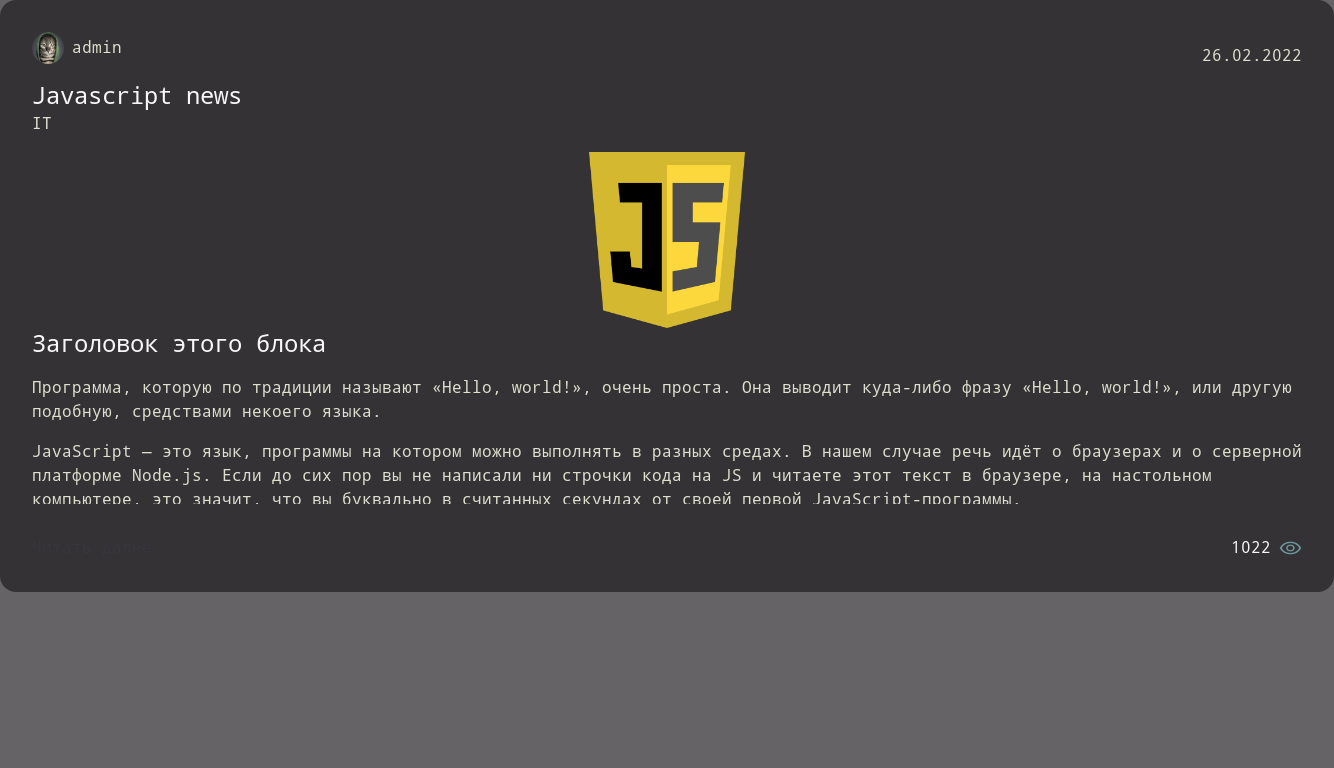 admin
26.02.2022
Javascript news
IT
JS
Заголовок этого блока
Программа, которую по традиции называют «Hello, world!», очень проста. Она выводит куда-либо фразу «Hello, world!», или другую
подобную, средствами некоего языка.
JavaScript — это язык, программы на котором можно выполнять в разных средах. В нашем случае речь идёт о браузерах и о серверной
платформе Node.js. Если до сих пор вы не написали ни строчки кода на JS и читаете этот текст в браузере, на настольном
компьютере, это значит, что вы буквально в считанных секундах от своей первой JavaScript-программы.
1022